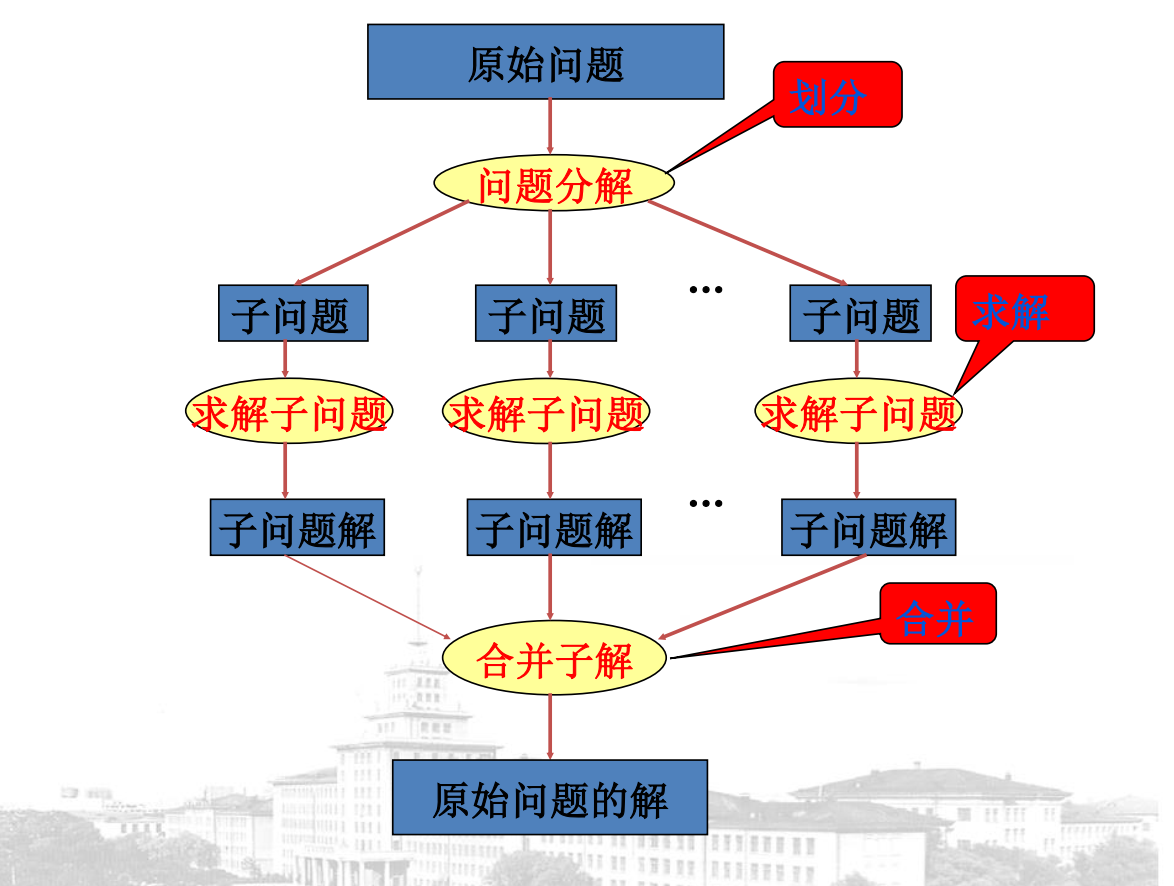 原始问题
划分
问题分解
子问题
子问题
...
子问题
求解
求解子问题
求解子问题
求解子问题
子问题解
子问题解
...
子问题解
合并
合并子解
原始问题的解